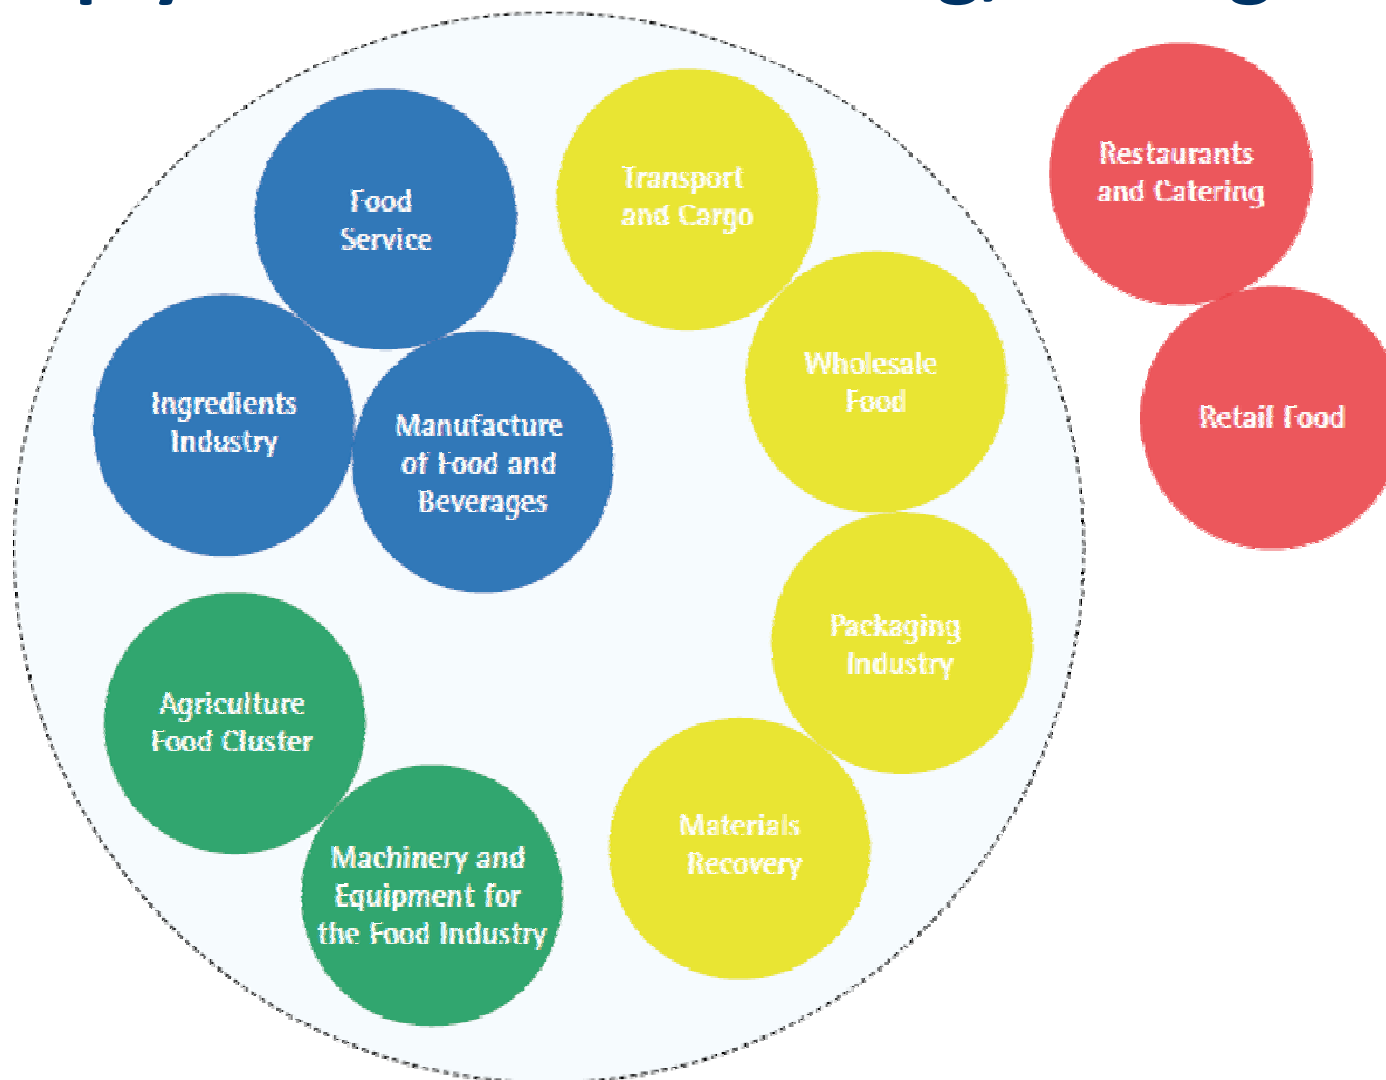 Food
Service
Transport
and Cargo
Restaurants
and Catering
Ingredients
Industry
Manufacture
of Food and
Beverages
Wholesale
Food
Retail Food
Packaging
Industry
Agriculture
Food Cluster
Materials
Recovery
Machinery and
Equipment for
the Food Industry